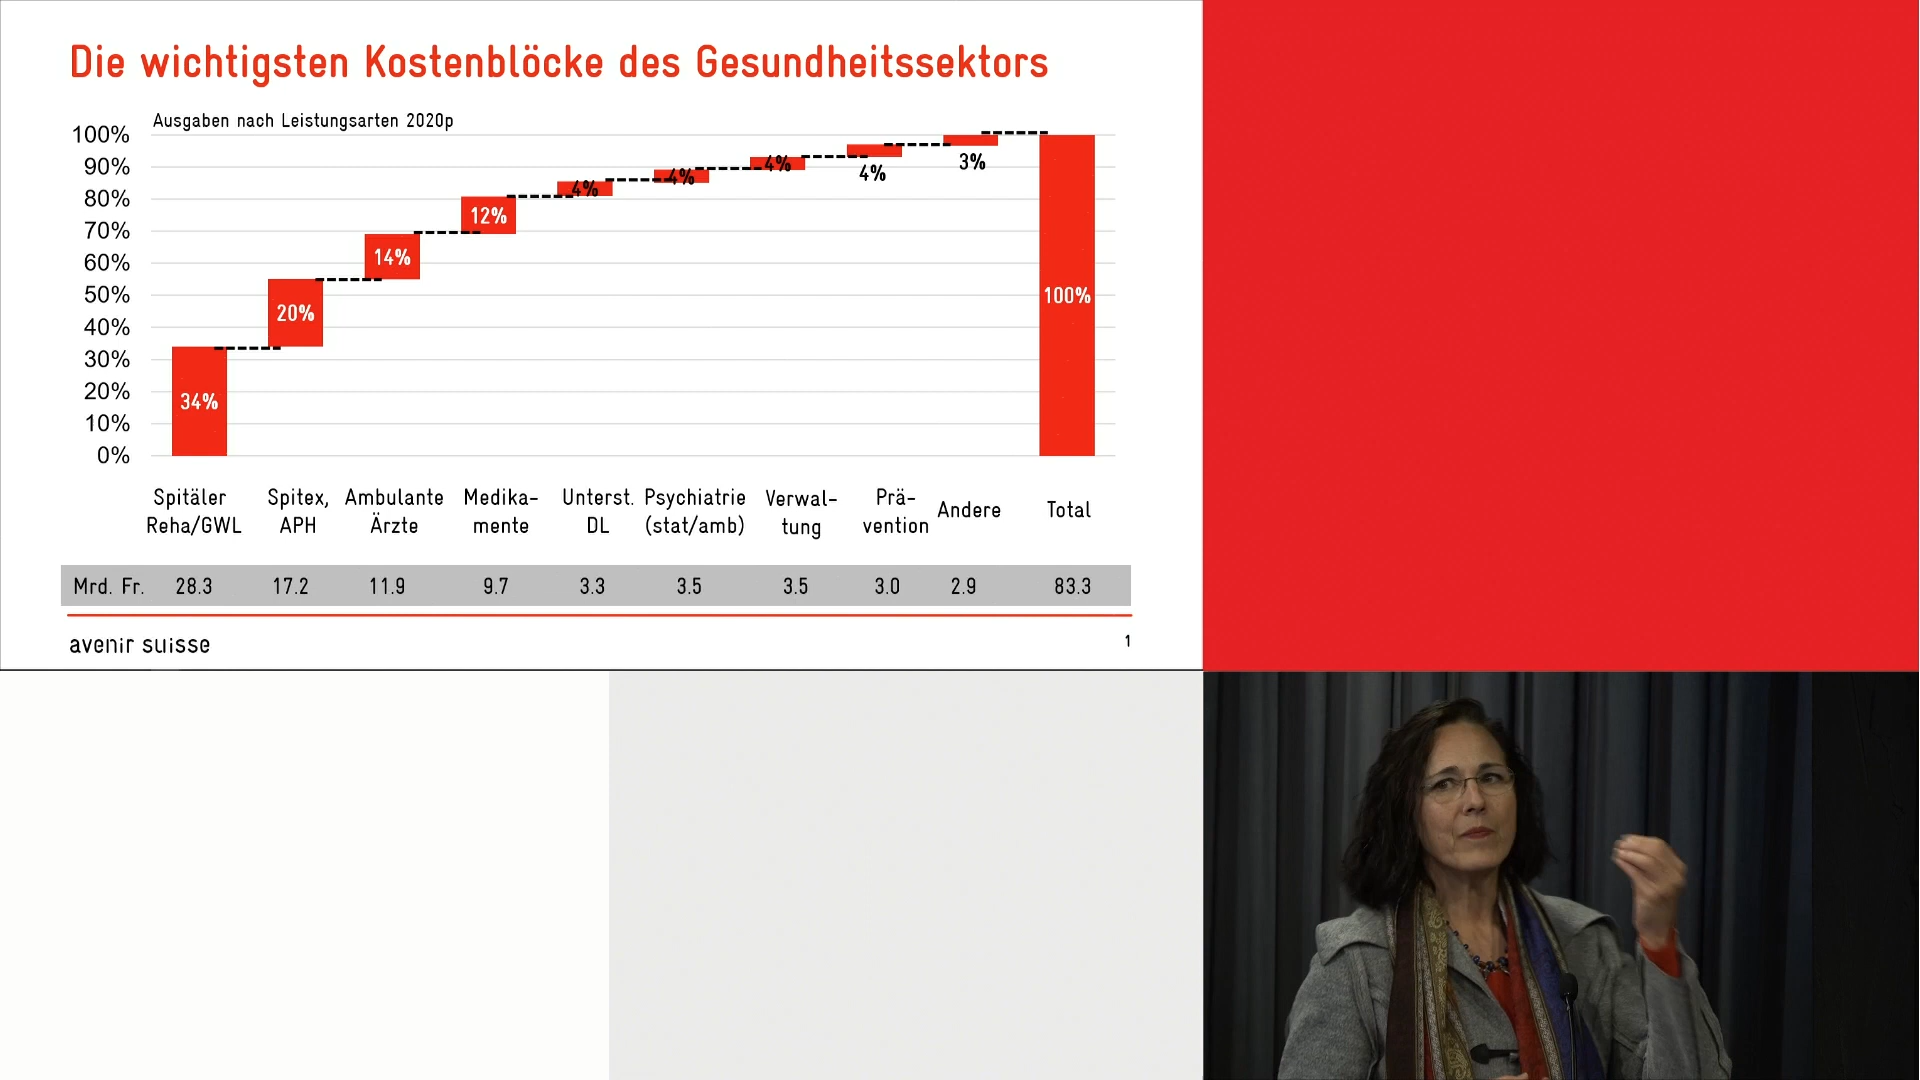 Die wichtigsten Kostenblöcke des Gesundheitssektors
Ausgaben nach Leistungsarten 2020p
100%
90%
80%
70%
60%
50%
40%
30%
20%
10%
0%
34%
20%
14%
12%
4%
4%
4%
4%
3%
100%
Spitäler Reha/GWL
Spitex, APH
Ambulante Ärzte
Medika-
mente
Unterst. DL
Psychiatrie (stat/amb)
Verwal-
tung
Prä-
vention
Andere
Total
Mrd. Fr. 28.3 17.2 11.9 9.7 3.3 3.5 3.5 3.0 2.9 83.3
avenir suisse
1